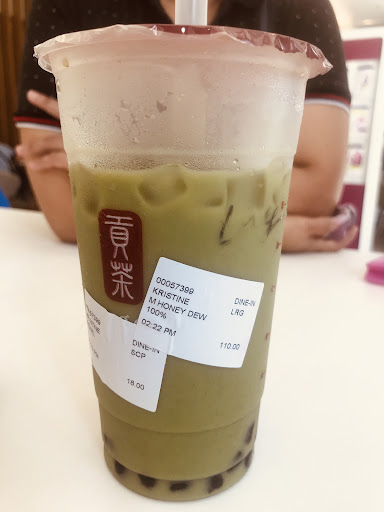 貢茶
00057399
KRISTINE
M HONEY DEW
100%
02:22 PM
DINE-IN
LRG
110.00
DINE-IN
SCP
16.00